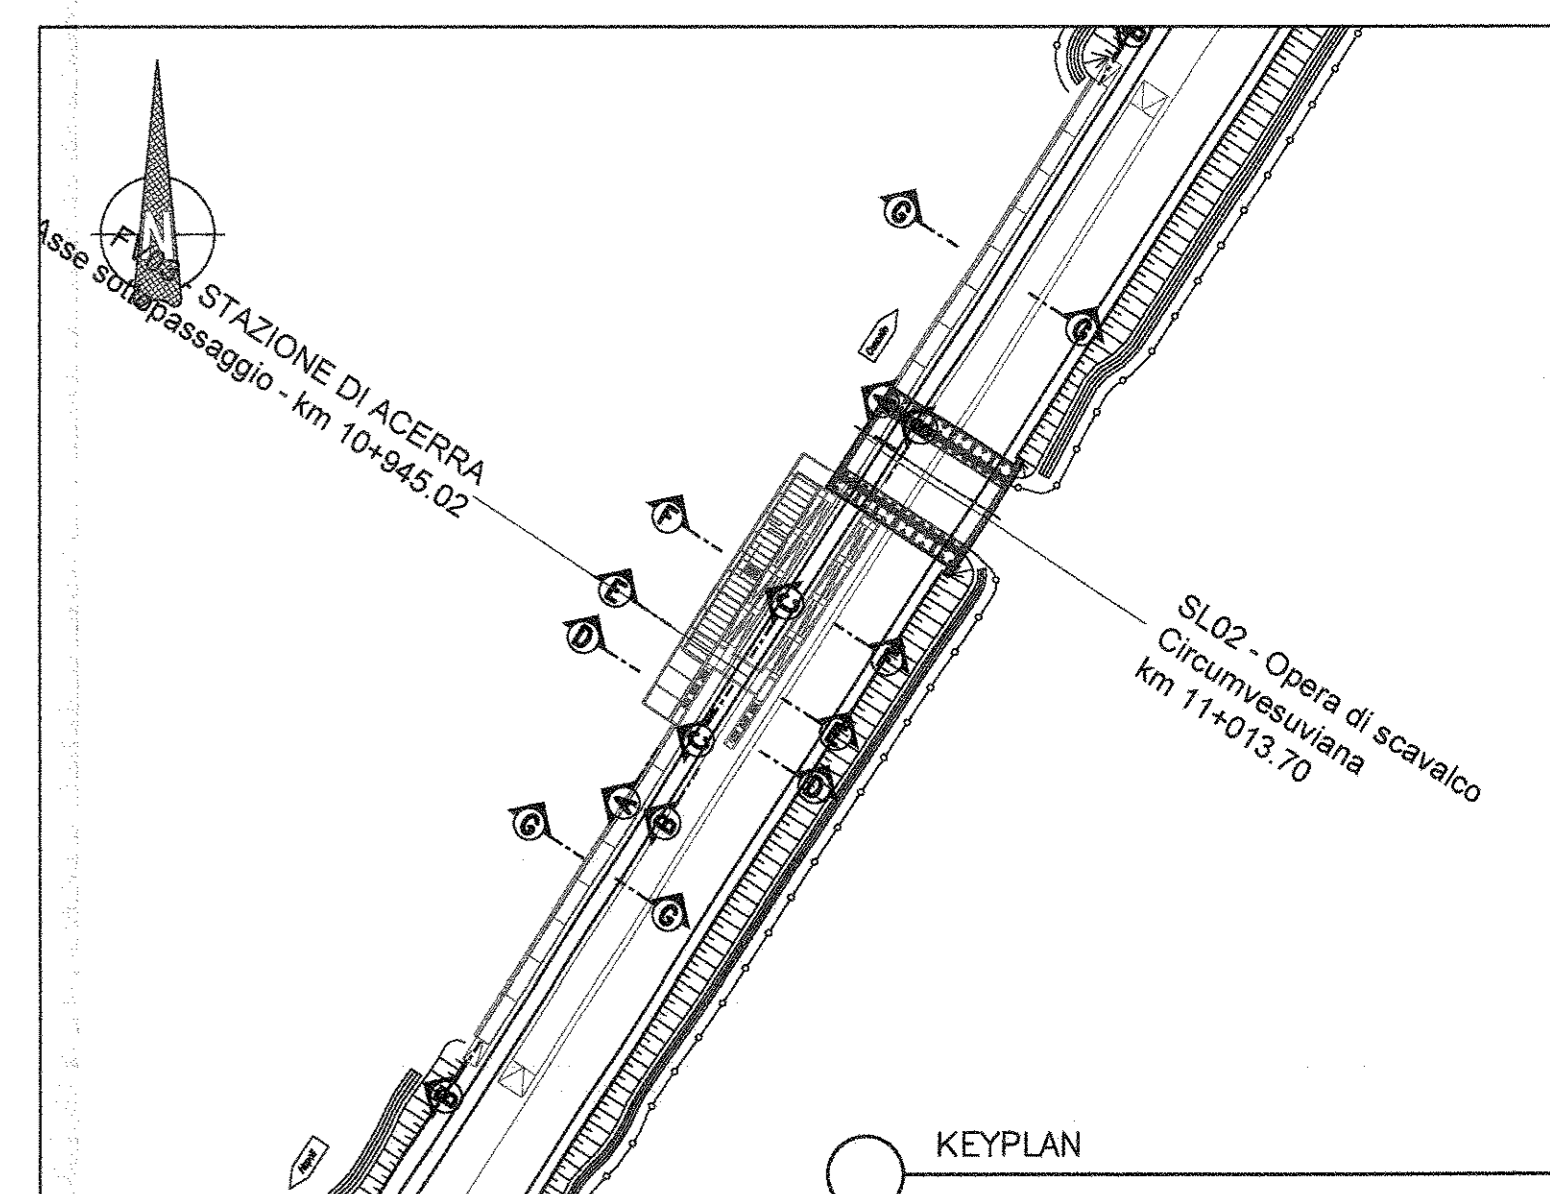 N
STAZIONE DI ACERRA
Asse sottopassaggio - km 10+945.02
G
G
F
E
D
C
F
E
D
C
A
B
G
G
B
SL02 - Opera di scavalco
Circumvesuviana
km 11+013.70
Napoli
KEYPLAN